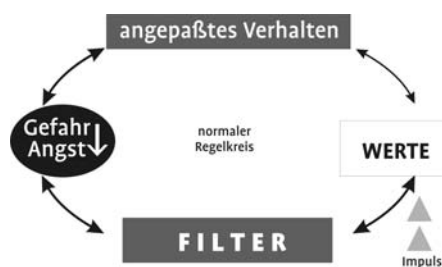 angepaßtes Verhalten
Gefahr
Angst↓
normaler
Regelkreis
WERTE
FILTER
Impuls